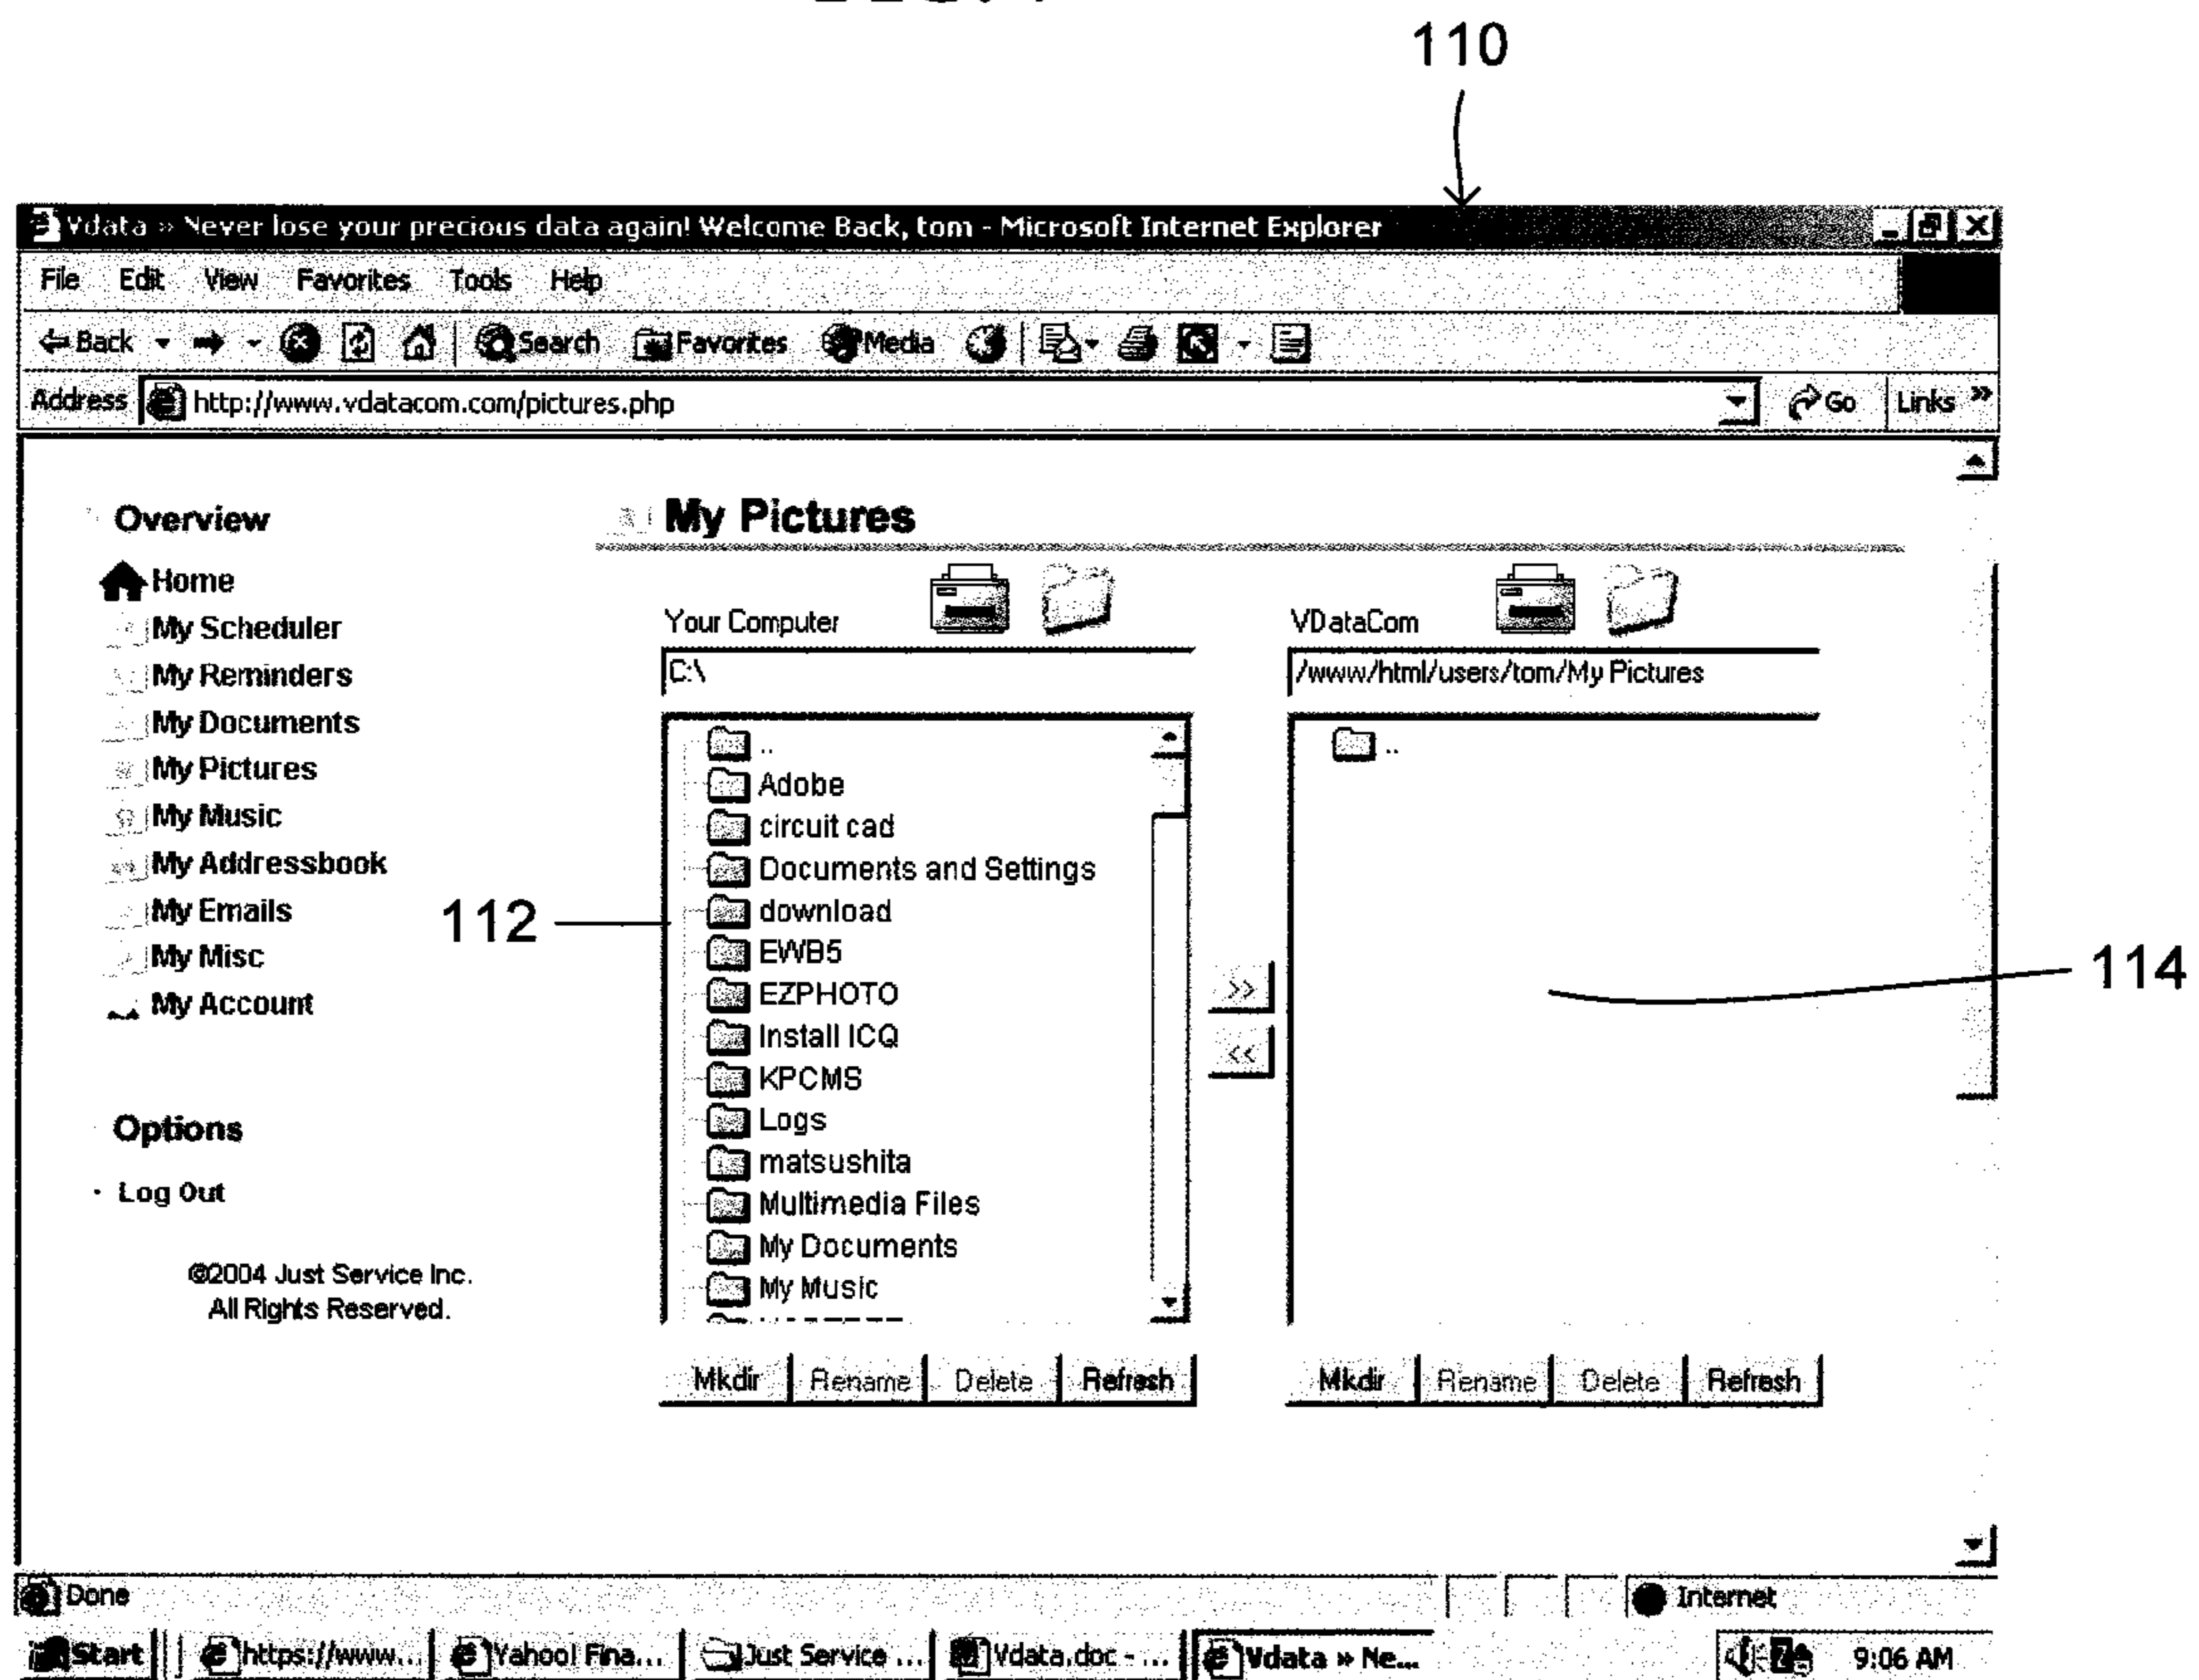 110
Vdata » Never lose your precious data again! Welcome Back, tom - Microsoft Internet Explorer
File Edit View Favorites Tools Help
Back Search Favorites Media
Address http://www.vdatacom.com/pictures.php Go Links »
Overview
Home
My Scheduler
My Reminders
My Documents
My Pictures
My Music
My Addressbook
My Emails
My Misc
My Account
Options
· Log Out
©2004 Just Service Inc.
All Rights Reserved.
My Pictures
Your Computer
C:\
..
Adobe
circuit cad
Documents and Settings
download
EWB5
EZPHOTO
Install ICQ
KPCMS
Logs
matsushita
Multimedia Files
My Documents
My Music
112
Mkdir Rename Delete Refresh
>>
<<
VDataCom
/www/html/users/tom/My Pictures
..
114
Mkdir Rename Delete Refresh
Done Internet
Start https://www... Yahoo! Fina... Just Service ... Vdata.doc - ... Vdata » Ne... 9:06 AM